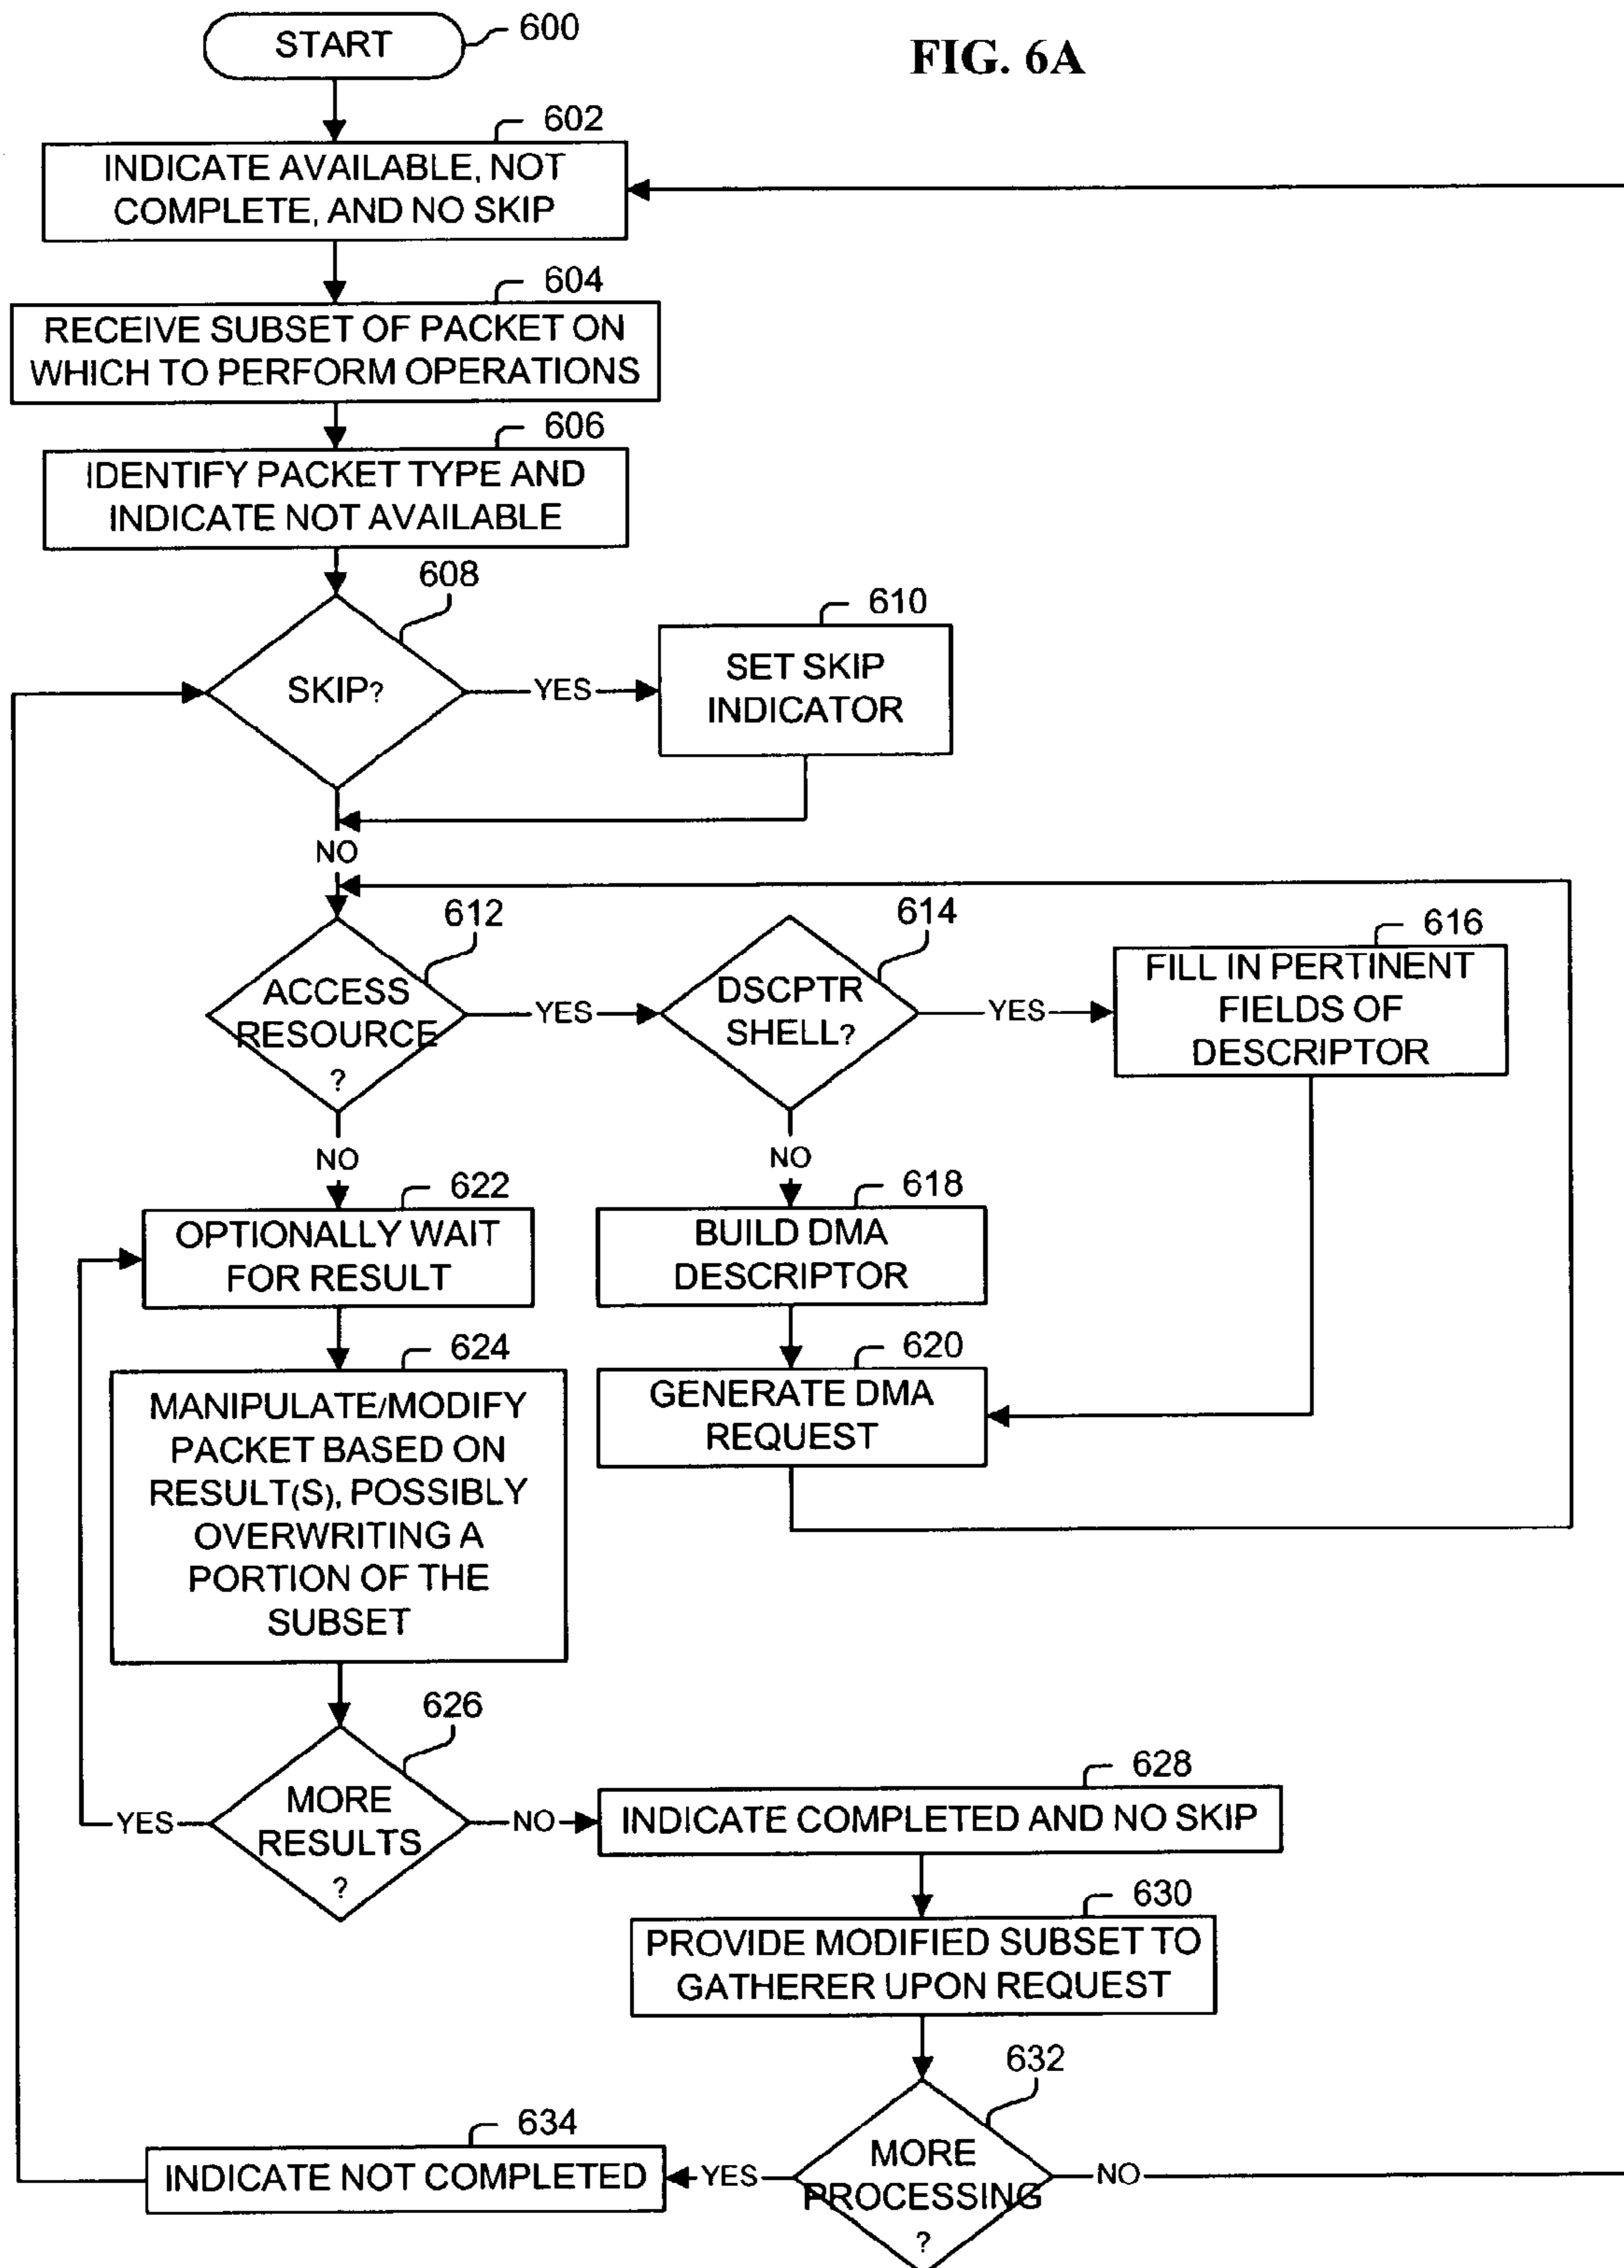 START
600
FIG. 6A
602
INDICATE AVAILABLE, NOT
COMPLETE, AND NO SKIP
604
RECEIVE SUBSET OF PACKET ON
WHICH TO PERFORM OPERATIONS
606
IDENTIFY PACKET TYPE AND
INDICATE NOT AVAILABLE
608
SKIP?
YES
610
SET SKIP
INDICATOR
NO
612
ACCESS
RESOURCE
?
YES
614
DSCPTR
SHELL?
YES
616
FILL IN PERTINENT
FIELDS OF
DESCRIPTOR
NO
NO
622
OPTIONALLY WAIT
FOR RESULT
618
BUILD DMA
DESCRIPTOR
624
MANIPULATE/MODIFY
PACKET BASED ON
RESULT(S), POSSIBLY
OVERWRITING A
PORTION OF THE
SUBSET
620
GENERATE DMA
REQUEST
626
MORE
RESULTS
?
YES
NO
628
INDICATE COMPLETED AND NO SKIP
630
PROVIDE MODIFIED SUBSET TO
GATHERER UPON REQUEST
632
MORE
PROCESSING
?
YES
NO
634
INDICATE NOT COMPLETED